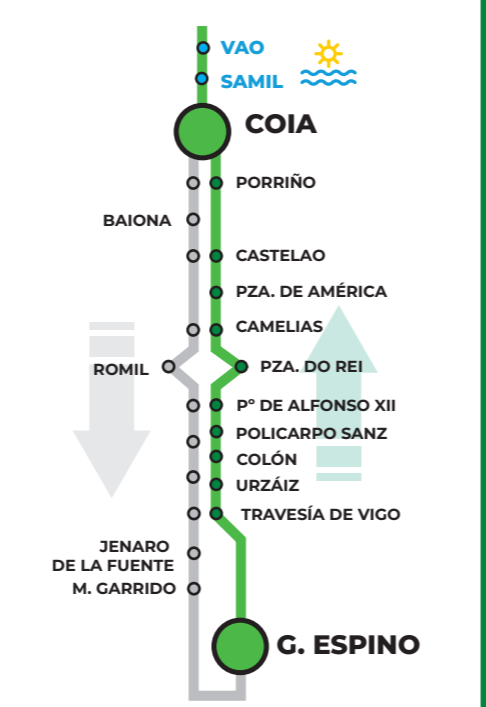 VAO
SAMIL
COIA
PORRIÑO
BAIONA
CASTELAO
PZA. DE AMÉRICA
CAMELIAS
ROMIL
PZA. DO REI
Pº DE ALFONSO XII
POLICARPO SANZ
COLÓN
URZÁIZ
TRAVESÍA DE VIGO
JENARO
DE LA FUENTE
M. GARRIDO
G. ESPINO